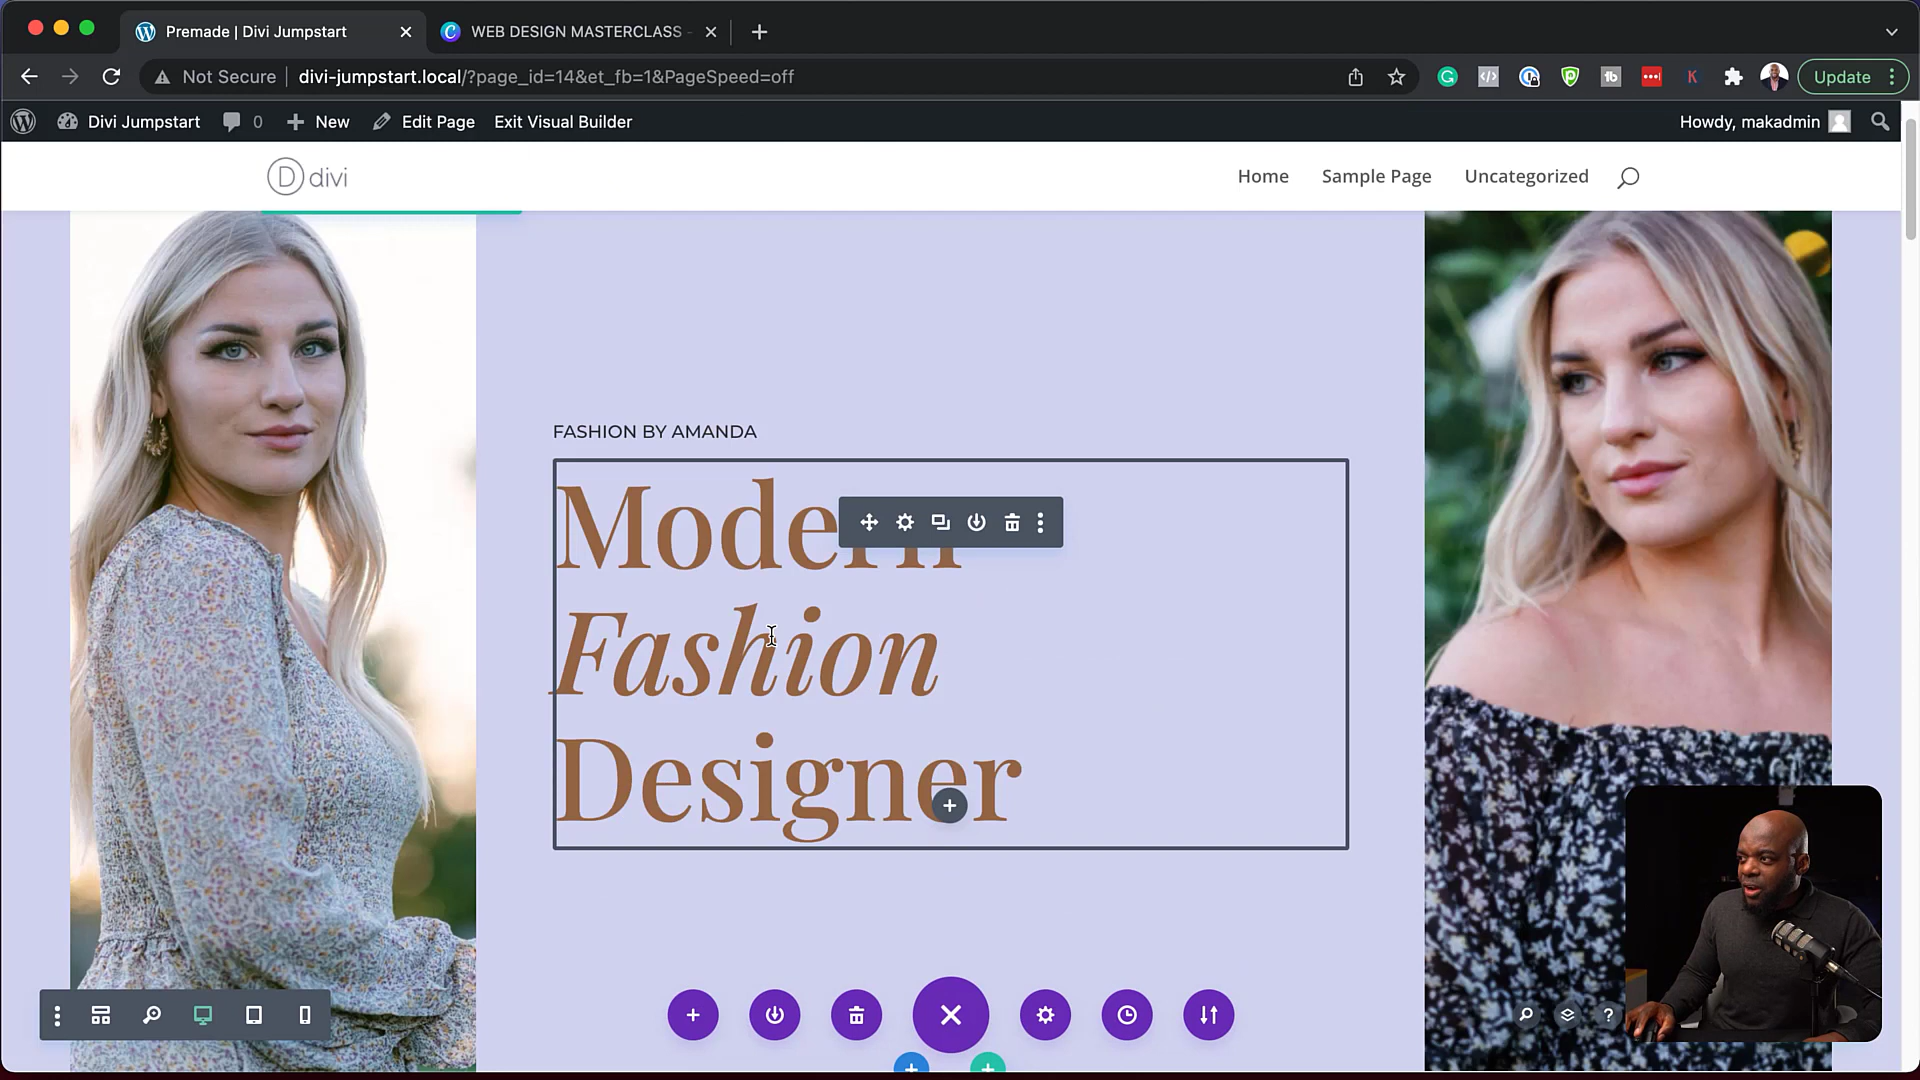 Premade | Divi Jumpstart
WEB DESIGN MASTERCLASS -
Not Secure
divi-jumpstart.local/?page_id=14&et_fb=1&PageSpeed=off
Update
Divi Jumpstart
0
New
Edit Page
Exit Visual Builder
Howdy, makadmin
D divi
Home
Sample Page
Uncategorized
FASHION BY AMANDA
Modern
Fashion
Designer